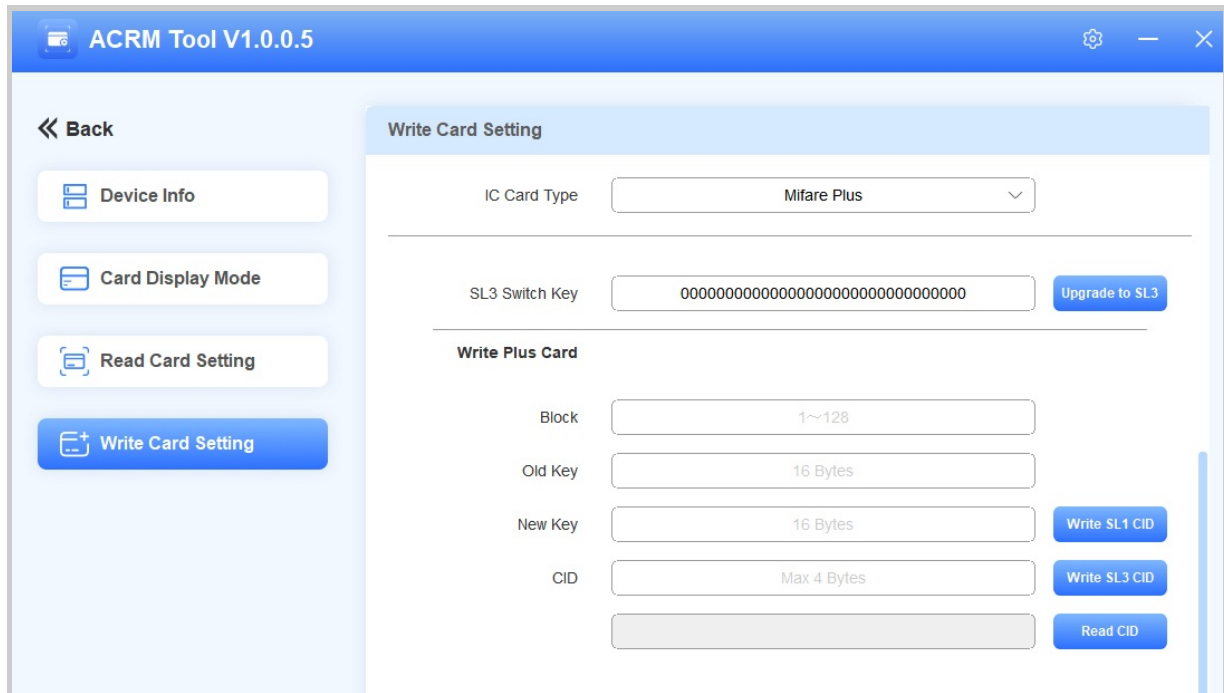 ACRM Tool V1.0.0.5
Back
Device Info
Card Display Mode
Read Card Setting
Write Card Setting
Write Card Setting
IC Card Type Mifare Plus
SL3 Switch Key 00000000000000000000000000000000 Upgrade to SL3
Write Plus Card
Block 1~128
Old Key 16 Bytes
New Key 16 Bytes Write SL1 CID
CID Max 4 Bytes Write SL3 CID
Read CID